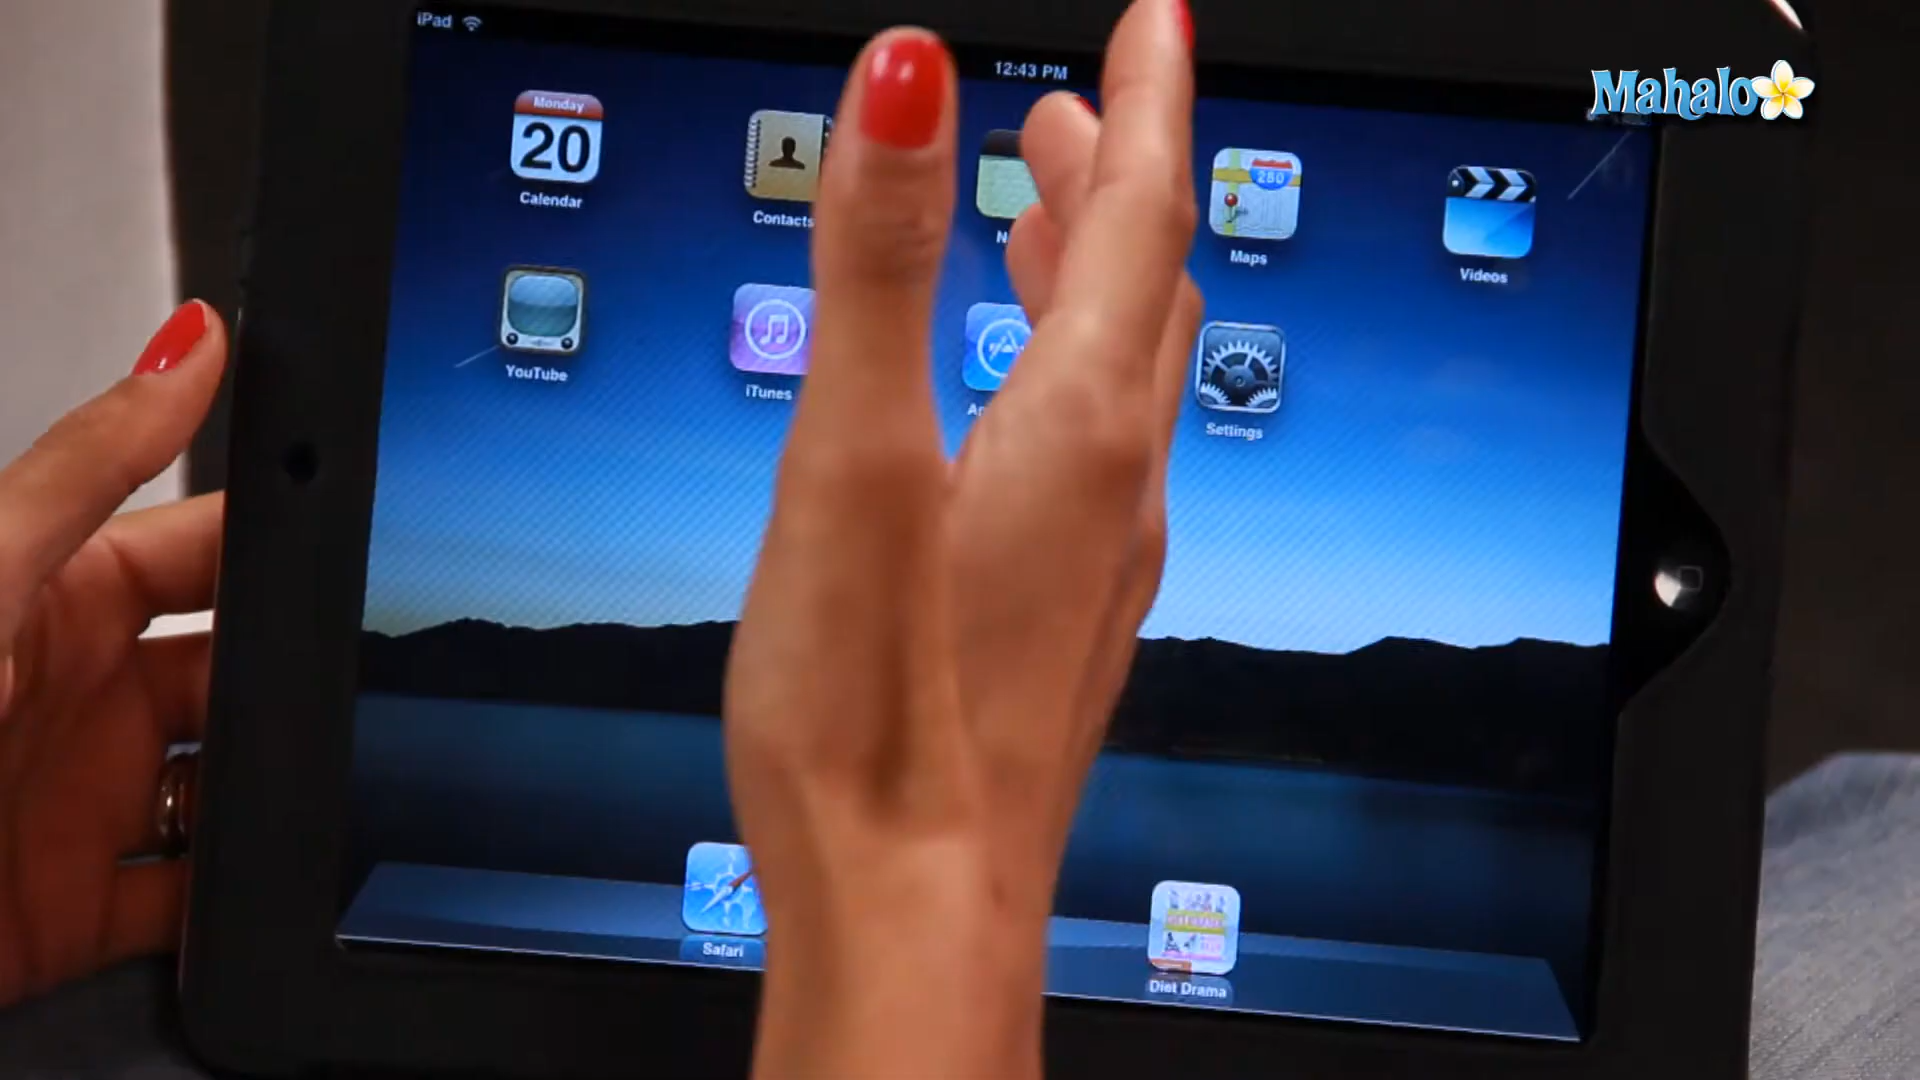 iPad
12:43 PM
Mahalo
Monday
20
280
Calendar
Contacts
Maps
Videos
YouTube
iTunes
Settings
Safari
Diet Drama